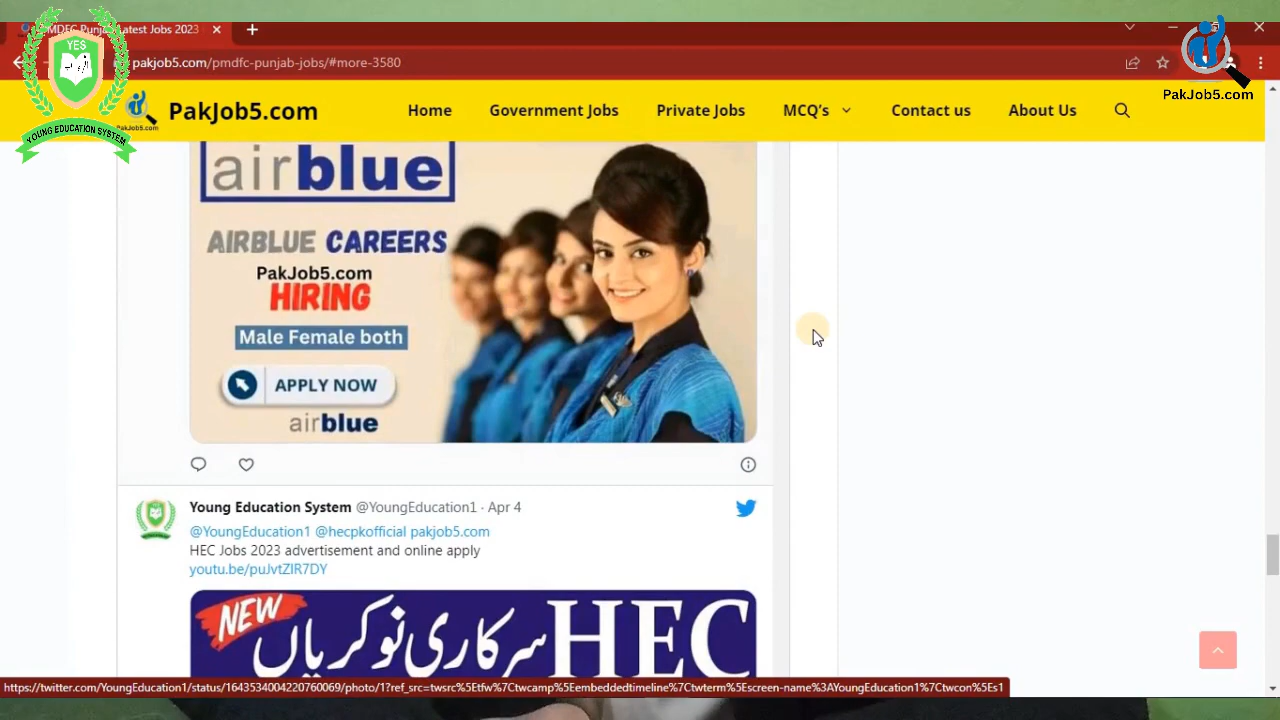 MDFC Punjab Latest Jobs 2023
pakjob5.com/pmdfc-punjab-jobs/#more-3580
YES
YOUNG EDUCATION SYSTEM
PakJob5.com
PakJob5.com
PakJob5.com
Home
Government Jobs
Private Jobs
MCQ's
Contact us
About Us
airblue
AIRBLUE CAREERS
PakJob5.com
HIRING
Male Female both
APPLY NOW
airblue
Young Education System @YoungEducation1 · Apr 4
@YoungEducation1 @hecpkofficial pakjob5.com
HEC Jobs 2023 advertisement and online apply
youtu.be/puJvtZIR7DY
NEW
سرکاری نوکریاں HEC
https://twitter.com/YoungEducation1/status/1643534004220760069/photo/1?ref_src=twsrc%5Etfw%7Ctwcamp%5Eembeddedtimeline%7Ctwterm%5Escreen-name%3AYoungEducation1%7Ctwcon%5Es1